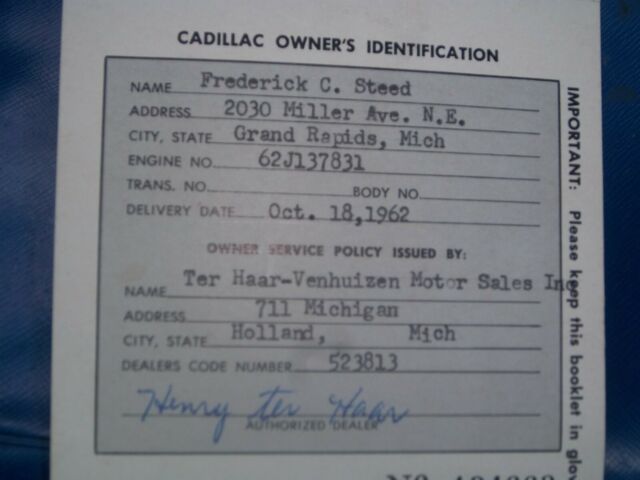 CADILLAC OWNER'S IDENTIFICATION
NAME Frederick C. Steed
ADDRESS 2030 Miller Ave. N.E.
CITY, STATE Grand Rapids, Mich
ENGINE NO. 62J137831
TRANS. NO. BODY NO.
DELIVERY DATE Oct. 18,1962
OWNER SERVICE POLICY ISSUED BY:
NAME Ter Haar-Venhuizen Motor Sales Inc
ADDRESS 711 Michigan
CITY, STATE Holland, Mich
DEALERS CODE NUMBER 523813
Henry ter Haar
AUTHORIZED DEALER
IMPORTANT: Please keep this booklet in glov